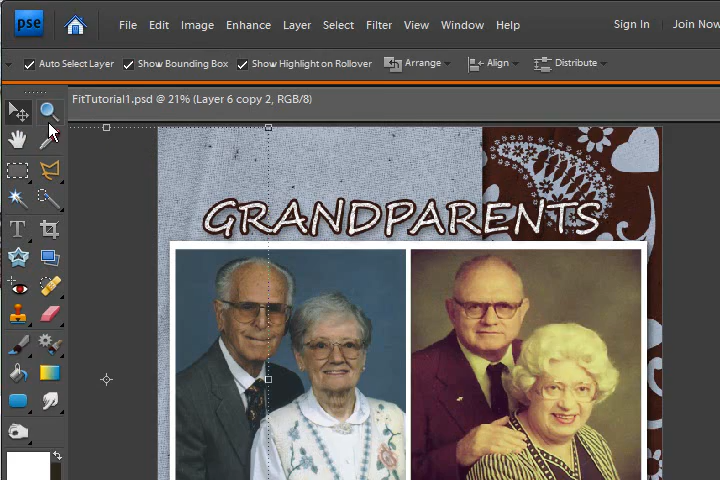 pse File Edit Image Enhance Layer Select Filter View Window Help Sign In Join Now
Auto Select Layer Show Bounding Box Show Highlight on Rollover Arrange Align Distribute
FitTutorial1.psd @ 21% (Layer 6 copy 2, RGB/8)
GRANDPARENTS
T